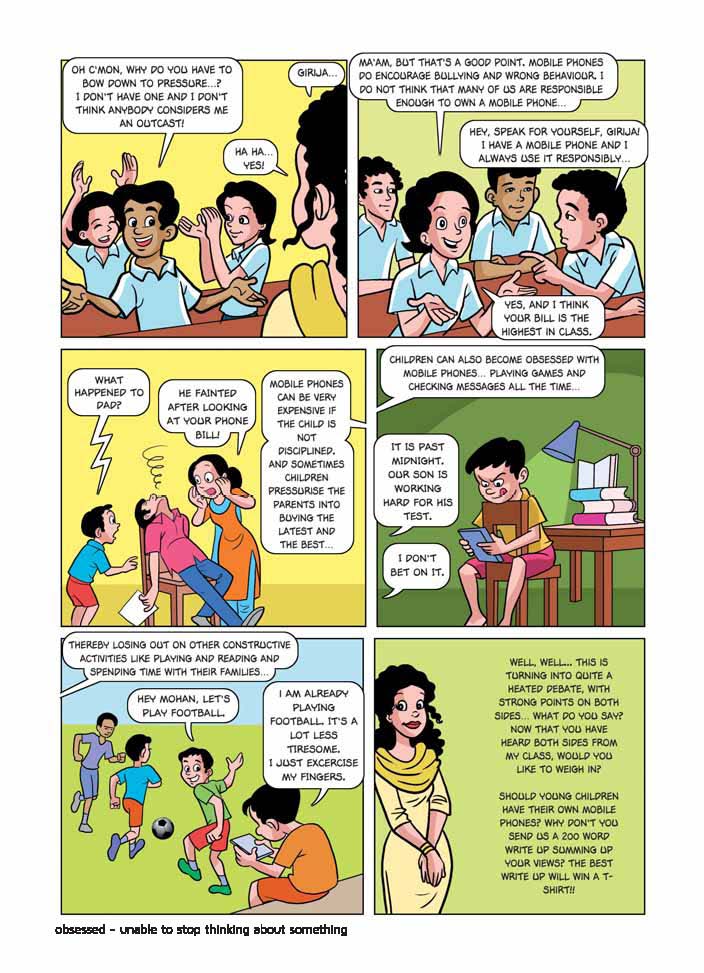 OH C'MON, WHY DO YOU HAVE TO
BOW DOWN TO PRESSURE...?
I DON'T HAVE ONE AND I DON'T
THINK ANYBODY CONSIDERS ME
AN OUTCAST!
GIRIJA...
HA HA...
YES!
MA'AM, BUT THAT'S A GOOD POINT. MOBILE PHONES
DO ENCOURAGE BULLYING AND WRONG BEHAVIOUR. I
DO NOT THINK THAT MANY OF US ARE RESPONSIBLE
ENOUGH TO OWN A MOBILE PHONE...
HEY, SPEAK FOR YOURSELF, GIRIJA!
I HAVE A MOBILE PHONE AND I
ALWAYS USE IT RESPONSIBLY...
YES, AND I THINK
YOUR BILL IS THE
HIGHEST IN CLASS.
WHAT
HAPPENED TO
DAD?
HE FAINTED
AFTER LOOKING
AT YOUR PHONE
BILL!
MOBILE PHONES
CAN BE VERY
EXPENSIVE IF
THE CHILD IS
NOT
DISCIPLINED.
AND SOMETIMES
CHILDREN
PRESSURISE THE
PARENTS INTO
BUYING THE
LATEST AND
THE BEST...
CHILDREN CAN ALSO BECOME OBSESSED WITH
MOBILE PHONES... PLAYING GAMES AND
CHECKING MESSAGES ALL THE TIME...
IT IS PAST
MIDNIGHT.
OUR SON IS
WORKING
HARD FOR HIS
TEST.
I DON'T
BET ON IT.
THEREBY LOSING OUT ON OTHER CONSTRUCTIVE
ACTIVITIES LIKE PLAYING AND READING AND
SPENDING TIME WITH THEIR FAMILIES...
HEY MOHAN, LET'S
PLAY FOOTBALL.
I AM ALREADY
PLAYING
FOOTBALL. IT'S A
LOT LESS
TIRESOME.
I JUST EXCERCISE
MY FINGERS.
WELL, WELL... THIS IS
TURNING INTO QUITE A
HEATED DEBATE, WITH
STRONG POINTS ON BOTH
SIDES... WHAT DO YOU SAY?
NOW THAT YOU HAVE
HEARD BOTH SIDES FROM
MY CLASS, WOULD YOU
LIKE TO WEIGH IN?
SHOULD YOUNG CHILDREN
HAVE THEIR OWN MOBILE
PHONES? WHY DON'T YOU
SEND US A 200 WORD
WRITE UP SUMMING UP
YOUR VIEWS? THE BEST
WRITE UP WILL WIN A T-
SHIRT!!
obsessed - unable to stop thinking about something